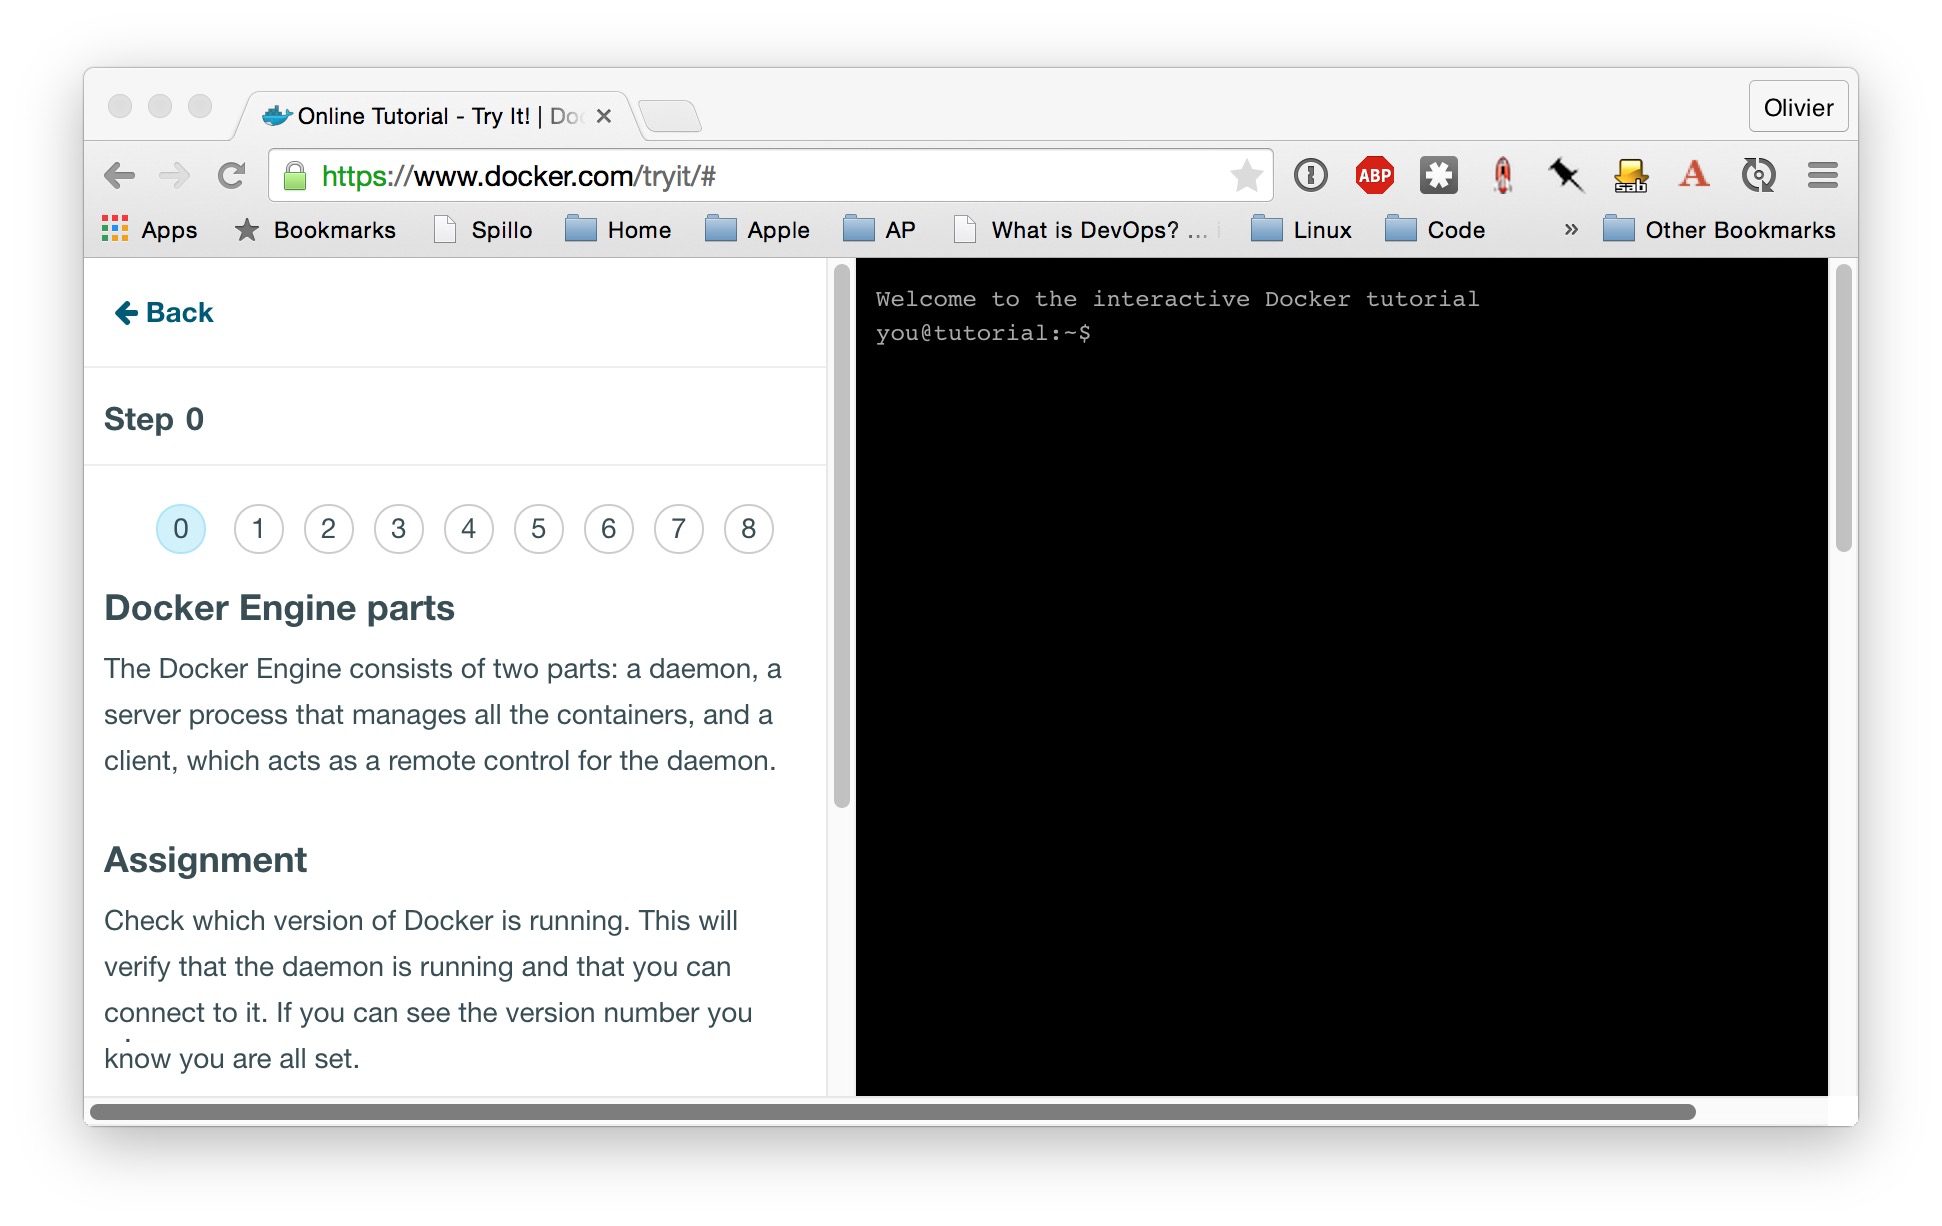 Online Tutorial - Try It! | Doc
Olivier
https://www.docker.com/tryit/#
ABP
sab
A
Apps
Bookmarks
Spillo
Home
Apple
AP
What is DevOps? ...
Linux
Code
»
Other Bookmarks
Back
Step 0
0 1 2 3 4 5 6 7 8
Docker Engine parts
The Docker Engine consists of two parts: a daemon, a
server process that manages all the containers, and a
client, which acts as a remote control for the daemon.
Assignment
Check which version of Docker is running. This will
verify that the daemon is running and that you can
connect to it. If you can see the version number you
know you are all set.
Welcome to the interactive Docker tutorial
you@tutorial:~$